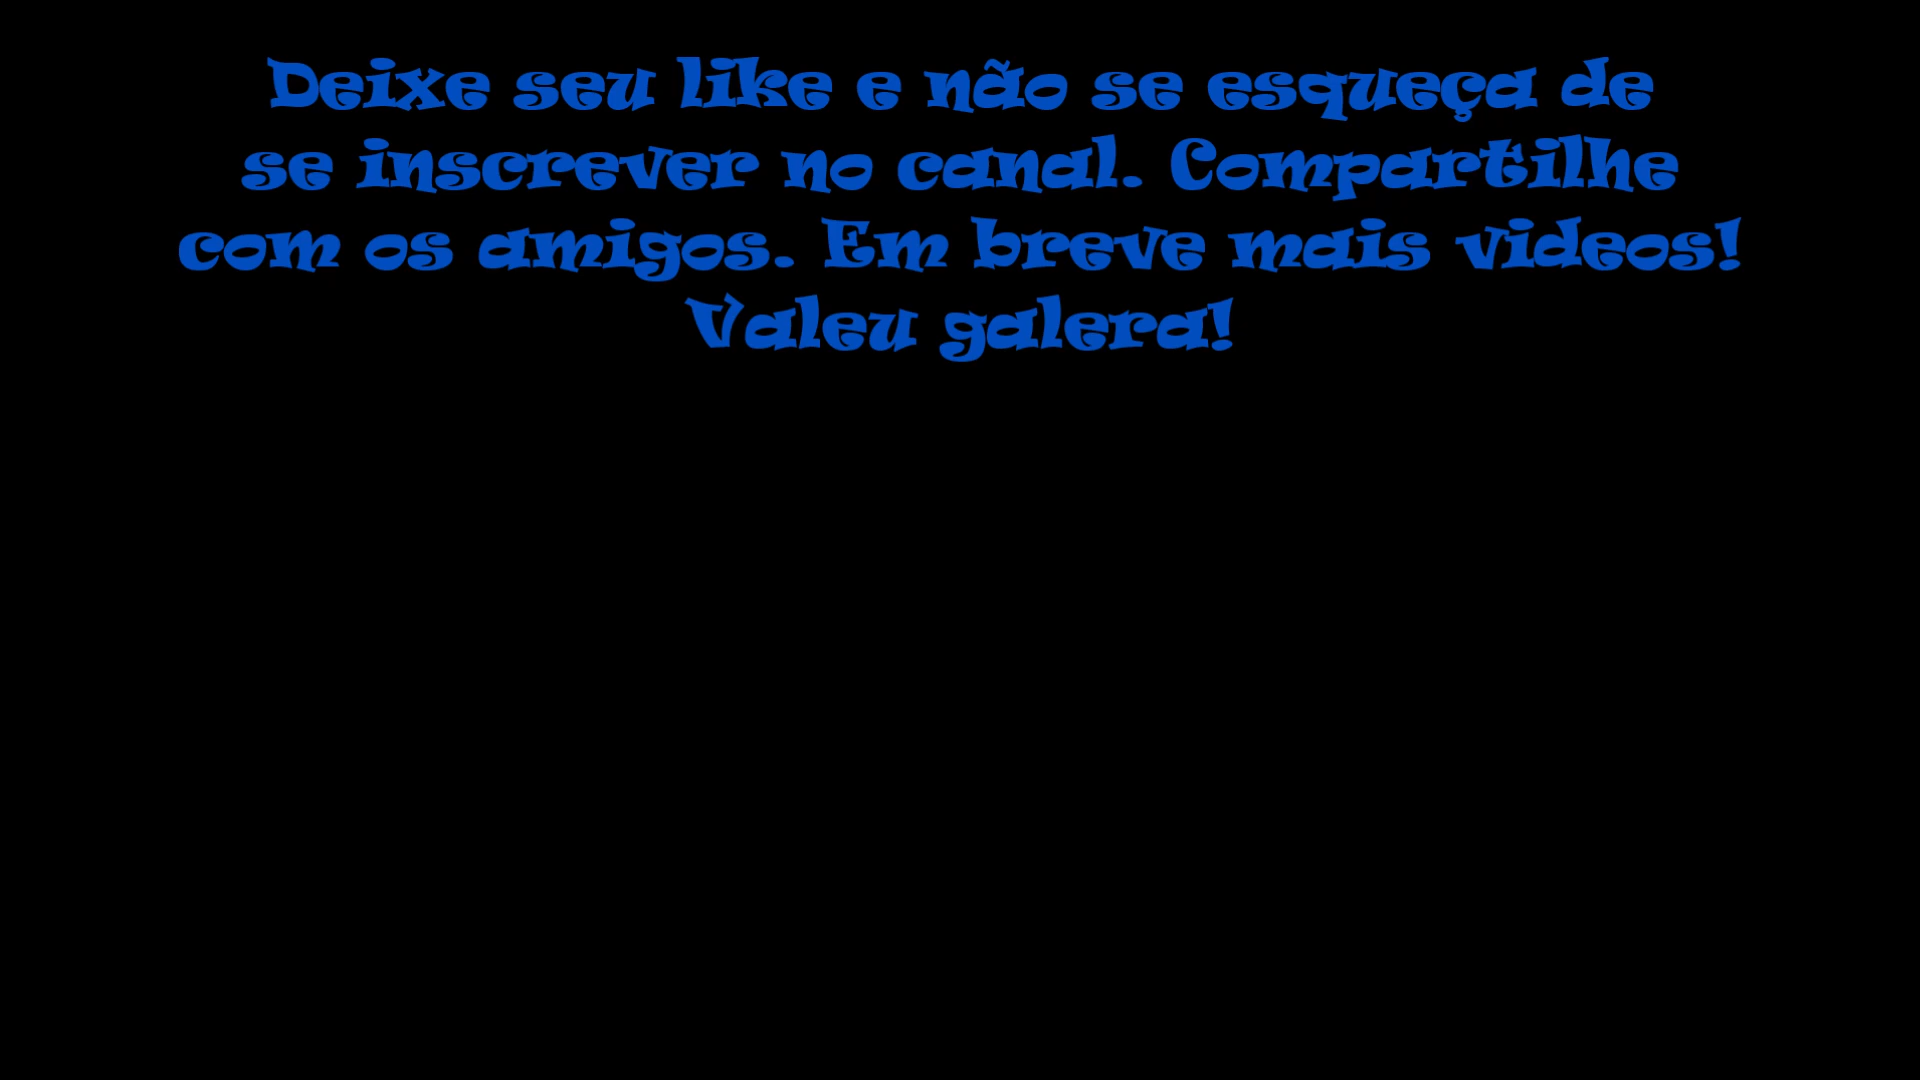 Deixe seu like e não se esqueça de
se inscrever no canal. Compartilhe
com os amigos. Em breve mais videos!
Valeu galera!